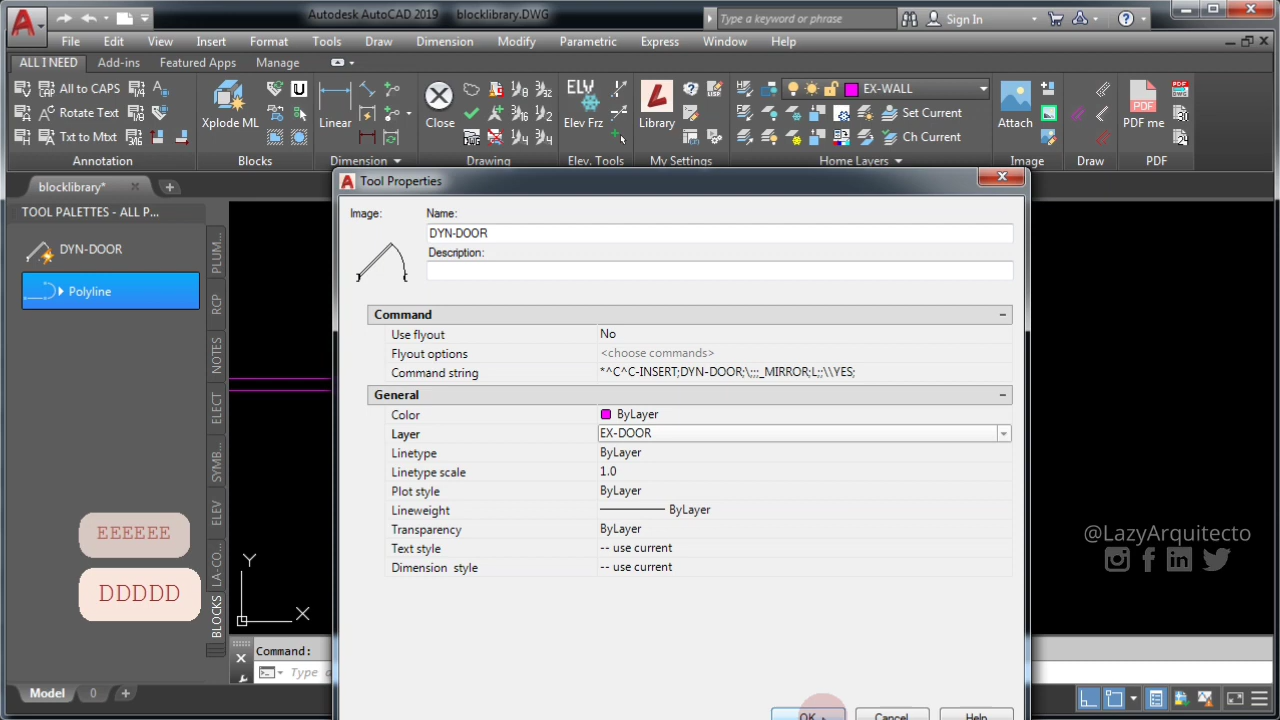 Autodesk AutoCAD 2019 blocklibrary.DWG
Type a keyword or phrase
Sign In
File Edit View Insert Format Tools Draw Dimension Modify Parametric Express Window Help
ALL I NEED Add-ins Featured Apps Manage
All to CAPS
Rotate Text
Txt to Mtxt
Xplode ML
Linear
Close
ELV
Elev Frz
Library
EX-WALL
Set Current
Ch Current
Attach
PDF
PDF me
Annotation Blocks Dimension Drawing Elev. Tools My Settings Home Layers Image Draw PDF
blocklibrary*
TOOL PALETTES - ALL P...
DYN-DOOR
Polyline
PLUM...
RCP
NOTES
ELECT
SYMB...
ELEV
LA-CO...
BLOCKS
Tool Properties
Image:
Name:
DYN-DOOR
Description:
Command
Use flyout No
Flyout options <choose commands>
Command string *^C^C-INSERT;DYN-DOOR;\;;;_MIRROR;L;;\\YES;
General
Color ByLayer
Layer EX-DOOR
Linetype ByLayer
Linetype scale 1.0
Plot style ByLayer
Lineweight ByLayer
Transparency ByLayer
Text style -- use current
Dimension style -- use current
OK Cancel Help
EEEEEE
DDDDD
Y
X
@LazyArquitecto
Command:
Type a
Model 0